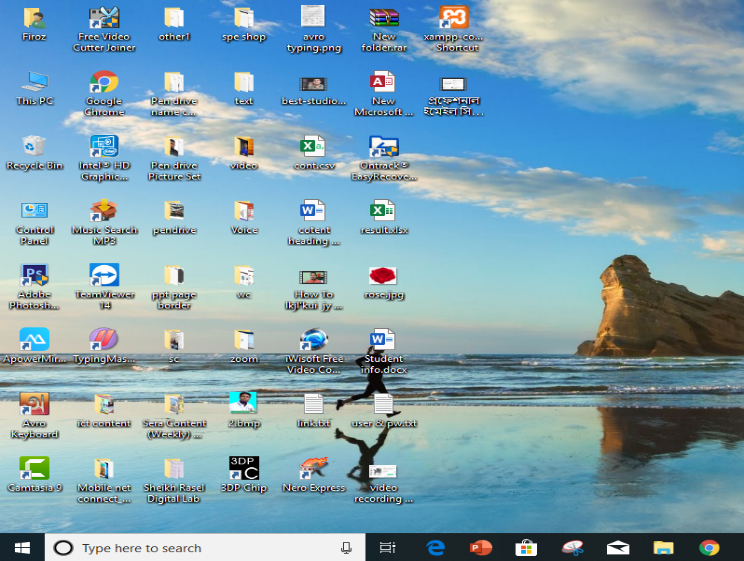 Firoz
Free Video
Cutter Joiner
other1
spe shop
avro
typing.png
New
folder.rar
xampp-co...
Shortcut
This PC
Google
Chrome
Pen drive
name c...
text
best-studio...
New
Microsoft ...
প্রফেশনাল
ইমেইল সি...
Recycle Bin
Intel® HD
Graphic...
Pen drive
Picture Set
video
cont.csv
Ontrack®
EasyRecove...
Control
Panel
Music Search
MP3
pendrive
Voice
cotent
heading ...
result.xlsx
Adobe
Photosh...
TeamViewer
14
ppt page
border
wc
How To
rose.jpg
ApowerMir...
TypingMas...
sc
zoom
iWisoft Free
Video Co...
Student
info.docx
Avro
Keyboard
ict content
Sera Content
(Weekly) ...
2.bmp
link.txt
user & pw.txt
Camtasia 9
Mobile net
connect_...
Sheikh Rasel
Digital Lab
3DP
C
3DP Chip
Nero Express
video
recording ...
Type here to search